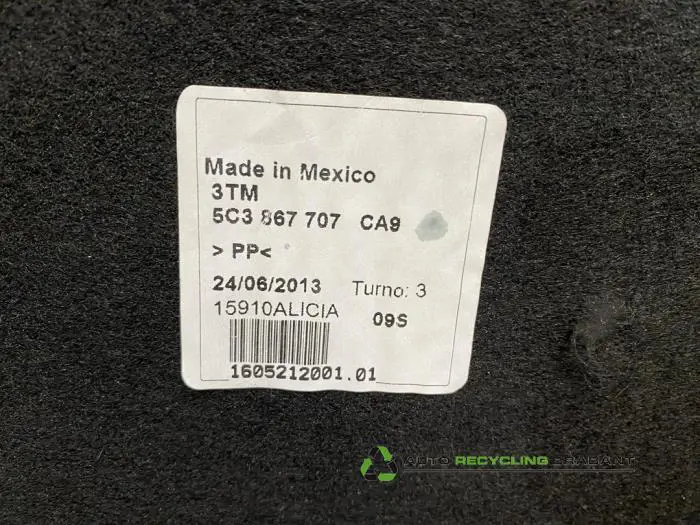 Made in Mexico
3TM
5C3 867 707 CA9
> PP<
24/06/2013 Turno: 3
15910ALICIA 09S
1605212001.01
AUTO RECYCLING BRABANT